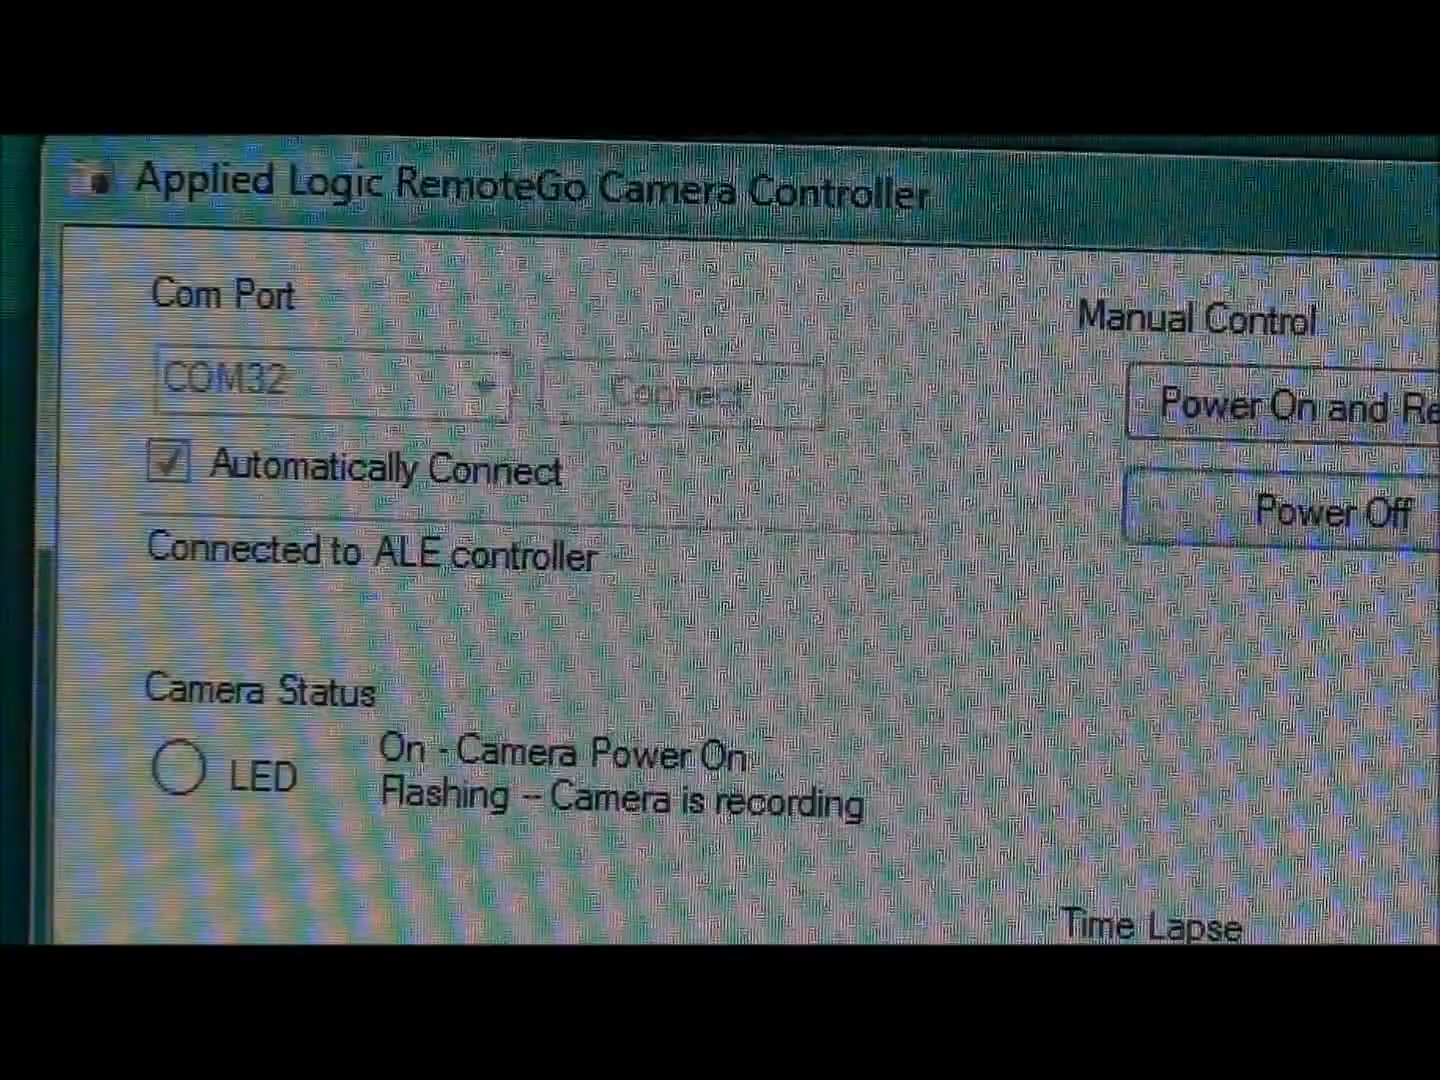 Applied Logic RemoteGo Camera Controller
Com Port
COM32
Connect
Automatically Connect
Connected to ALE controller
Camera Status
LED
On - Camera Power On
Flashing -- Camera is recording
Manual Control
Power On and Re
Power Off
Time Lapse